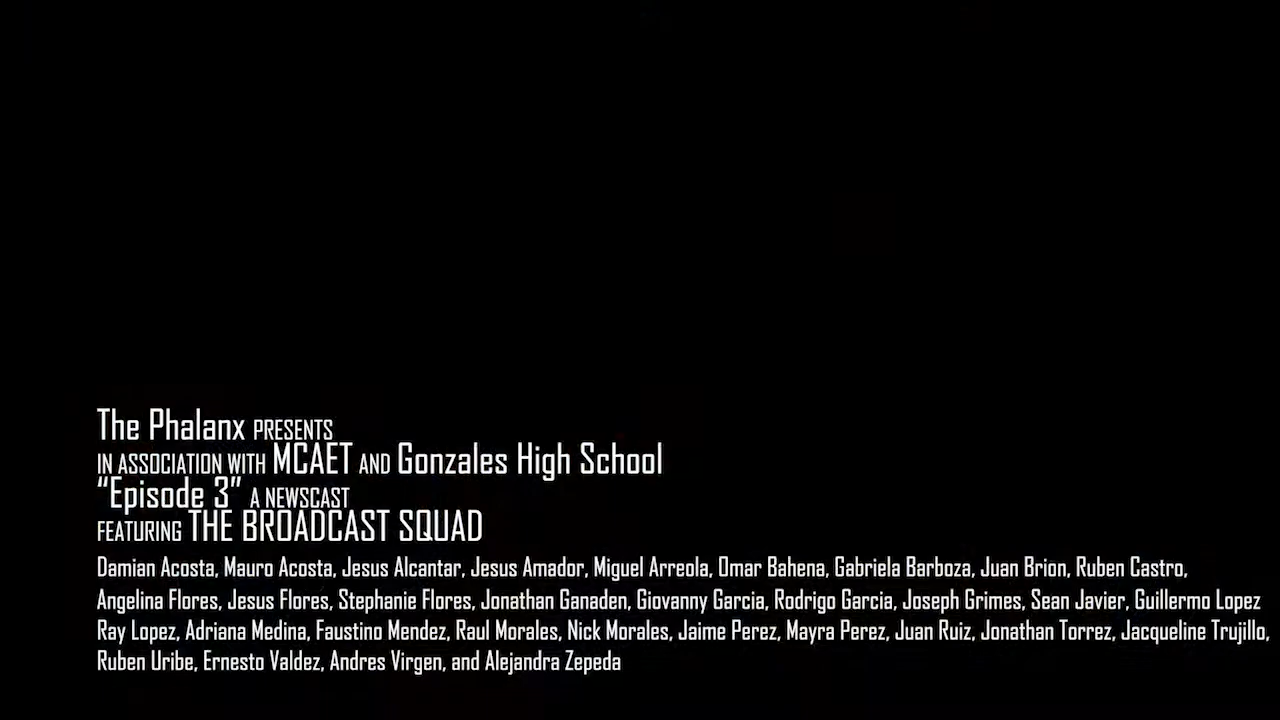 The Phalanx PRESENTS
IN ASSOCIATION WITH MCAET AND Gonzales High School
“Episode 3” A NEWSCAST
FEATURING THE BROADCAST SQUAD
Damian Acosta, Mauro Acosta, Jesus Alcantar, Jesus Amador, Miguel Arreola, Omar Bahena, Gabriela Barboza, Juan Brion, Ruben Castro,
Angelina Flores, Jesus Flores, Stephanie Flores, Jonathan Ganaden, Giovanny Garcia, Rodrigo Garcia, Joseph Grimes, Sean Javier, Guillermo Lopez
Ray Lopez, Adriana Medina, Faustino Mendez, Raul Morales, Nick Morales, Jaime Perez, Mayra Perez, Juan Ruiz, Jonathan Torrez, Jacqueline Trujillo,
Ruben Uribe, Ernesto Valdez, Andres Virgen, and Alejandra Zepeda